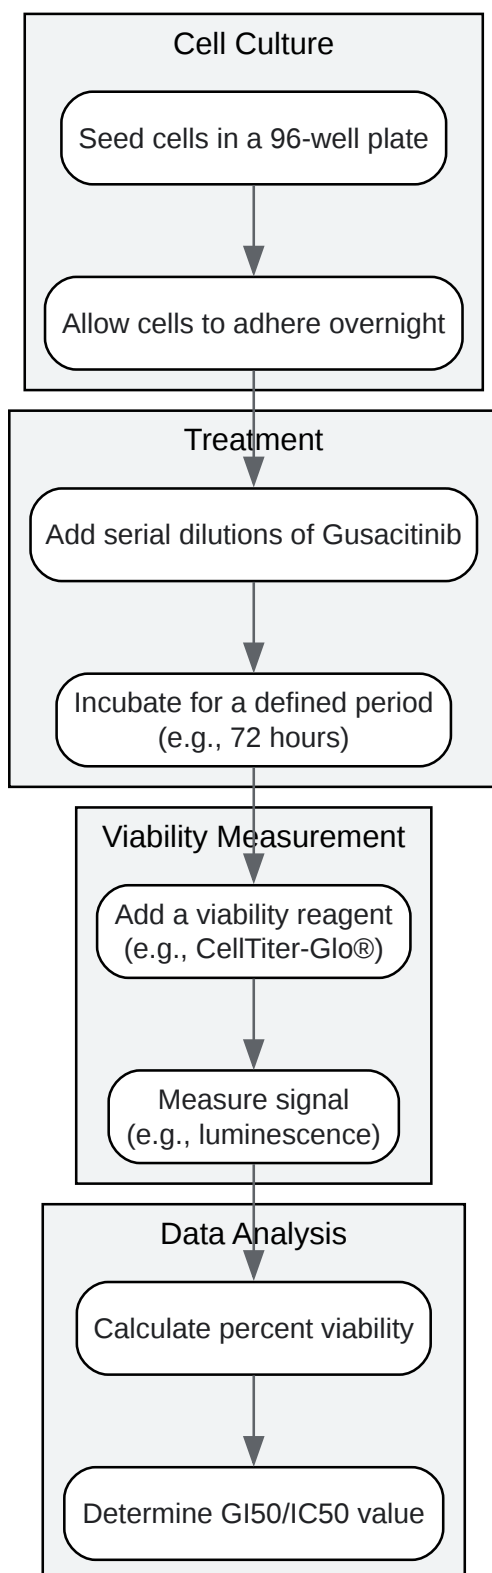 Cell Culture
Seed cells in a 96-well plate
Allow cells to adhere overnight
Treatment
Add serial dilutions of Gusacitinib
Incubate for a defined period
(e.g., 72 hours)
Viability Measurement
Add a viability reagent
(e.g., CellTiter-Glo®)
Measure signal
(e.g., luminescence)
Data Analysis
Calculate percent viability
Determine GI50/IC50 value